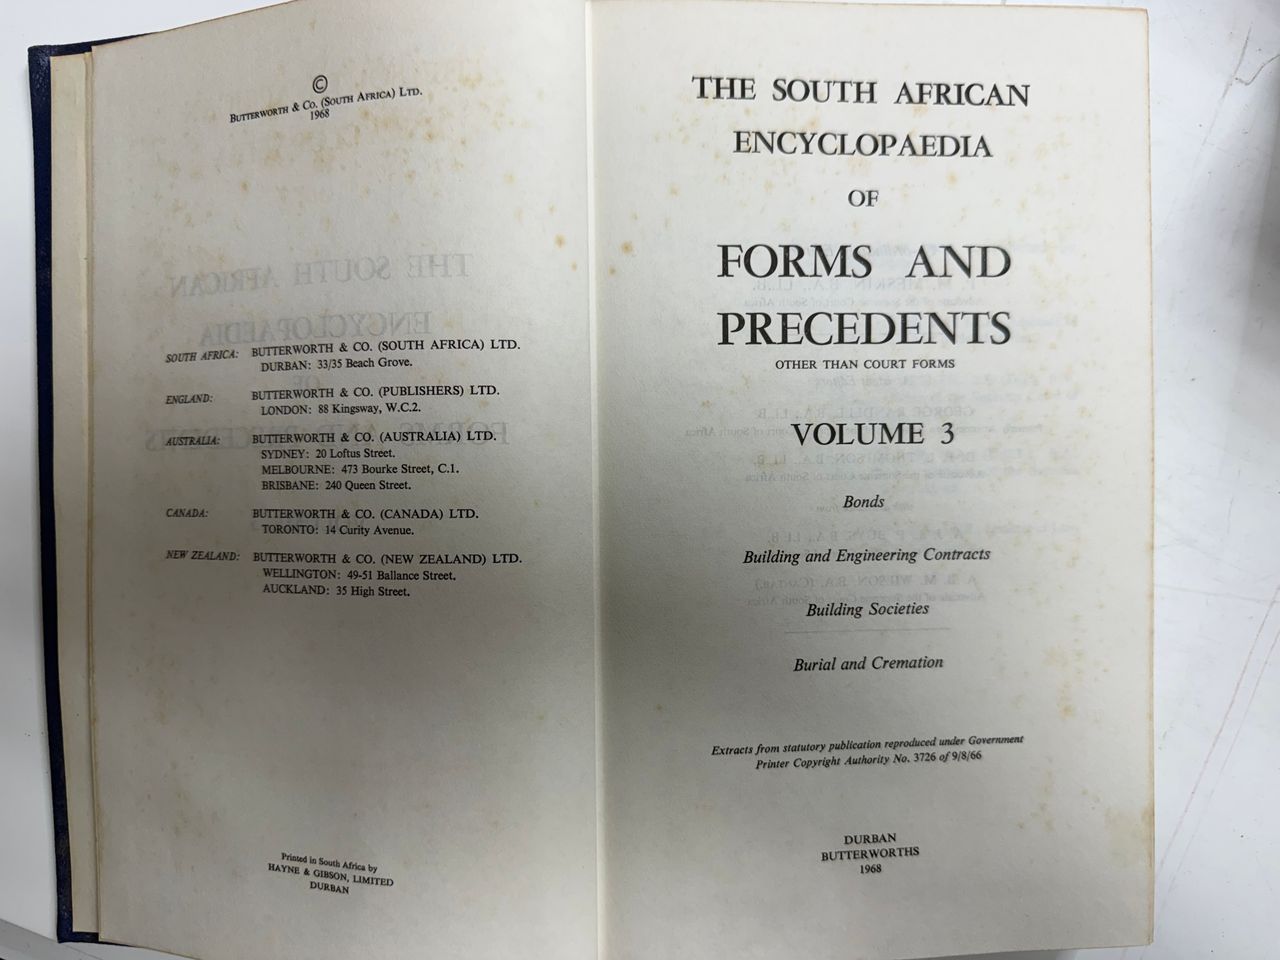 ©
BUTTERWORTH & CO. (SOUTH AFRICA) LTD.
1968
SOUTH AFRICA: BUTTERWORTH & CO. (SOUTH AFRICA) LTD.
DURBAN: 33/35 Beach Grove.
ENGLAND: BUTTERWORTH & CO. (PUBLISHERS) LTD.
LONDON: 88 Kingsway, W.C.2.
AUSTRALIA: BUTTERWORTH & CO. (AUSTRALIA) LTD.
SYDNEY: 20 Loftus Street.
MELBOURNE: 473 Bourke Street, C.1.
BRISBANE: 240 Queen Street.
CANADA: BUTTERWORTH & CO. (CANADA) LTD.
TORONTO: 14 Curity Avenue.
NEW ZEALAND: BUTTERWORTH & CO. (NEW ZEALAND) LTD.
WELLINGTON: 49-51 Ballance Street.
AUCKLAND: 35 High Street.
Printed in South Africa by
HAYNE & GIBSON, LIMITED
DURBAN
THE SOUTH AFRICAN
ENCYCLOPAEDIA
OF
FORMS AND
PRECEDENTS
OTHER THAN COURT FORMS
VOLUME 3
Bonds
Building and Engineering Contracts
Building Societies
Burial and Cremation
Extracts from statutory publication reproduced under Government
Printer Copyright Authority No. 3726 of 9/8/66
DURBAN
BUTTERWORTHS
1968